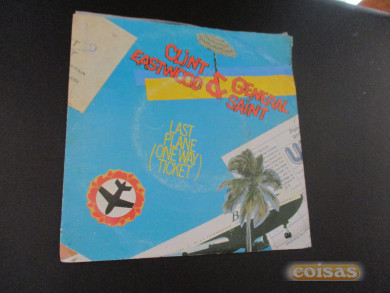 CLINT
EASTWOOD
& GENERAL
SAINT
LAST
PLANE
(ONE WAY
TICKET)
coisas